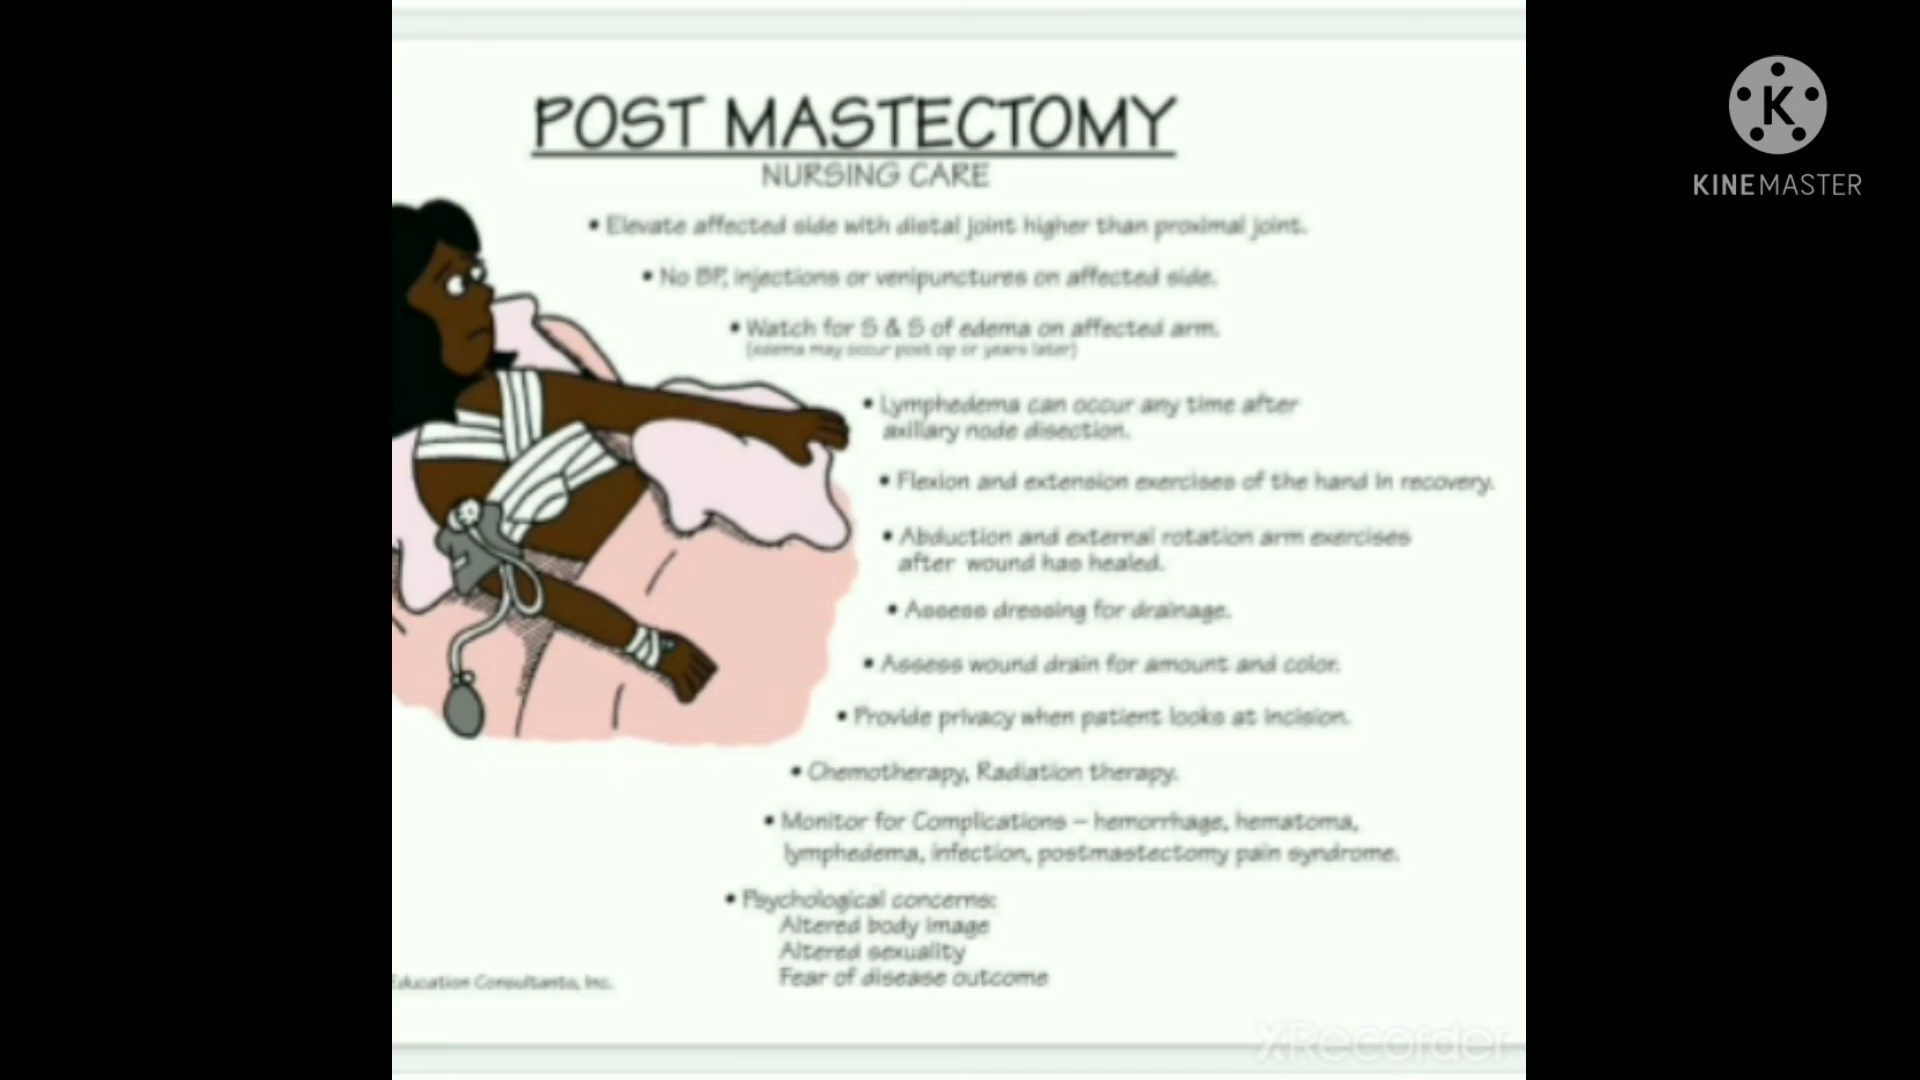 POST MASTECTOMY
NURSING CARE
• Elevate affected side with distal joint higher than proximal joint.
• No BP, injections or venipunctures on affected side.
• Watch for S & S of edema on affected arm.
(edema may occur post op or years later)
• Lymphedema can occur any time after
axillary node disection.
• Flexion and extension exercises of the hand in recovery.
• Abduction and external rotation arm exercises
after wound has healed.
• Assess dressing for drainage.
• Assess wound drain for amount and color.
• Provide privacy when patient looks at incision.
• Chemotherapy, Radiation therapy.
• Monitor for Complications – hemorrhage, hematoma,
lymphedema, infection, postmastectomy pain syndrome.
• Psychological concerns:
Altered body image
Altered sexuality
Fear of disease outcome
Education Consultants, Inc.
K
KINEMASTER
XRecorder